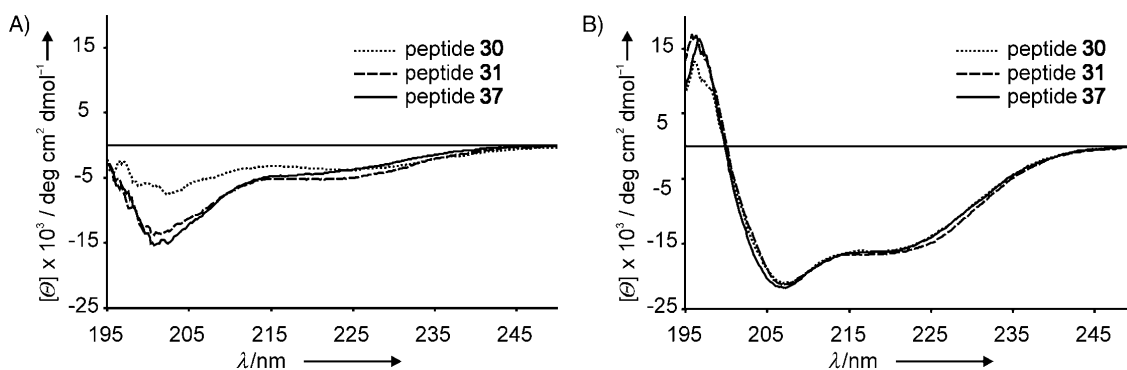 A)
[Θ] x 10³ / deg cm² dmol⁻¹
15
5
-5
-15
-25
peptide 30
peptide 31
peptide 37
195 205 215 225 235 245
λ/nm
B)
[Θ] x 10³ / deg cm² dmol⁻¹
15
5
-5
-15
-25
peptide 30
peptide 31
peptide 37
195 205 215 225 235 245
λ/nm